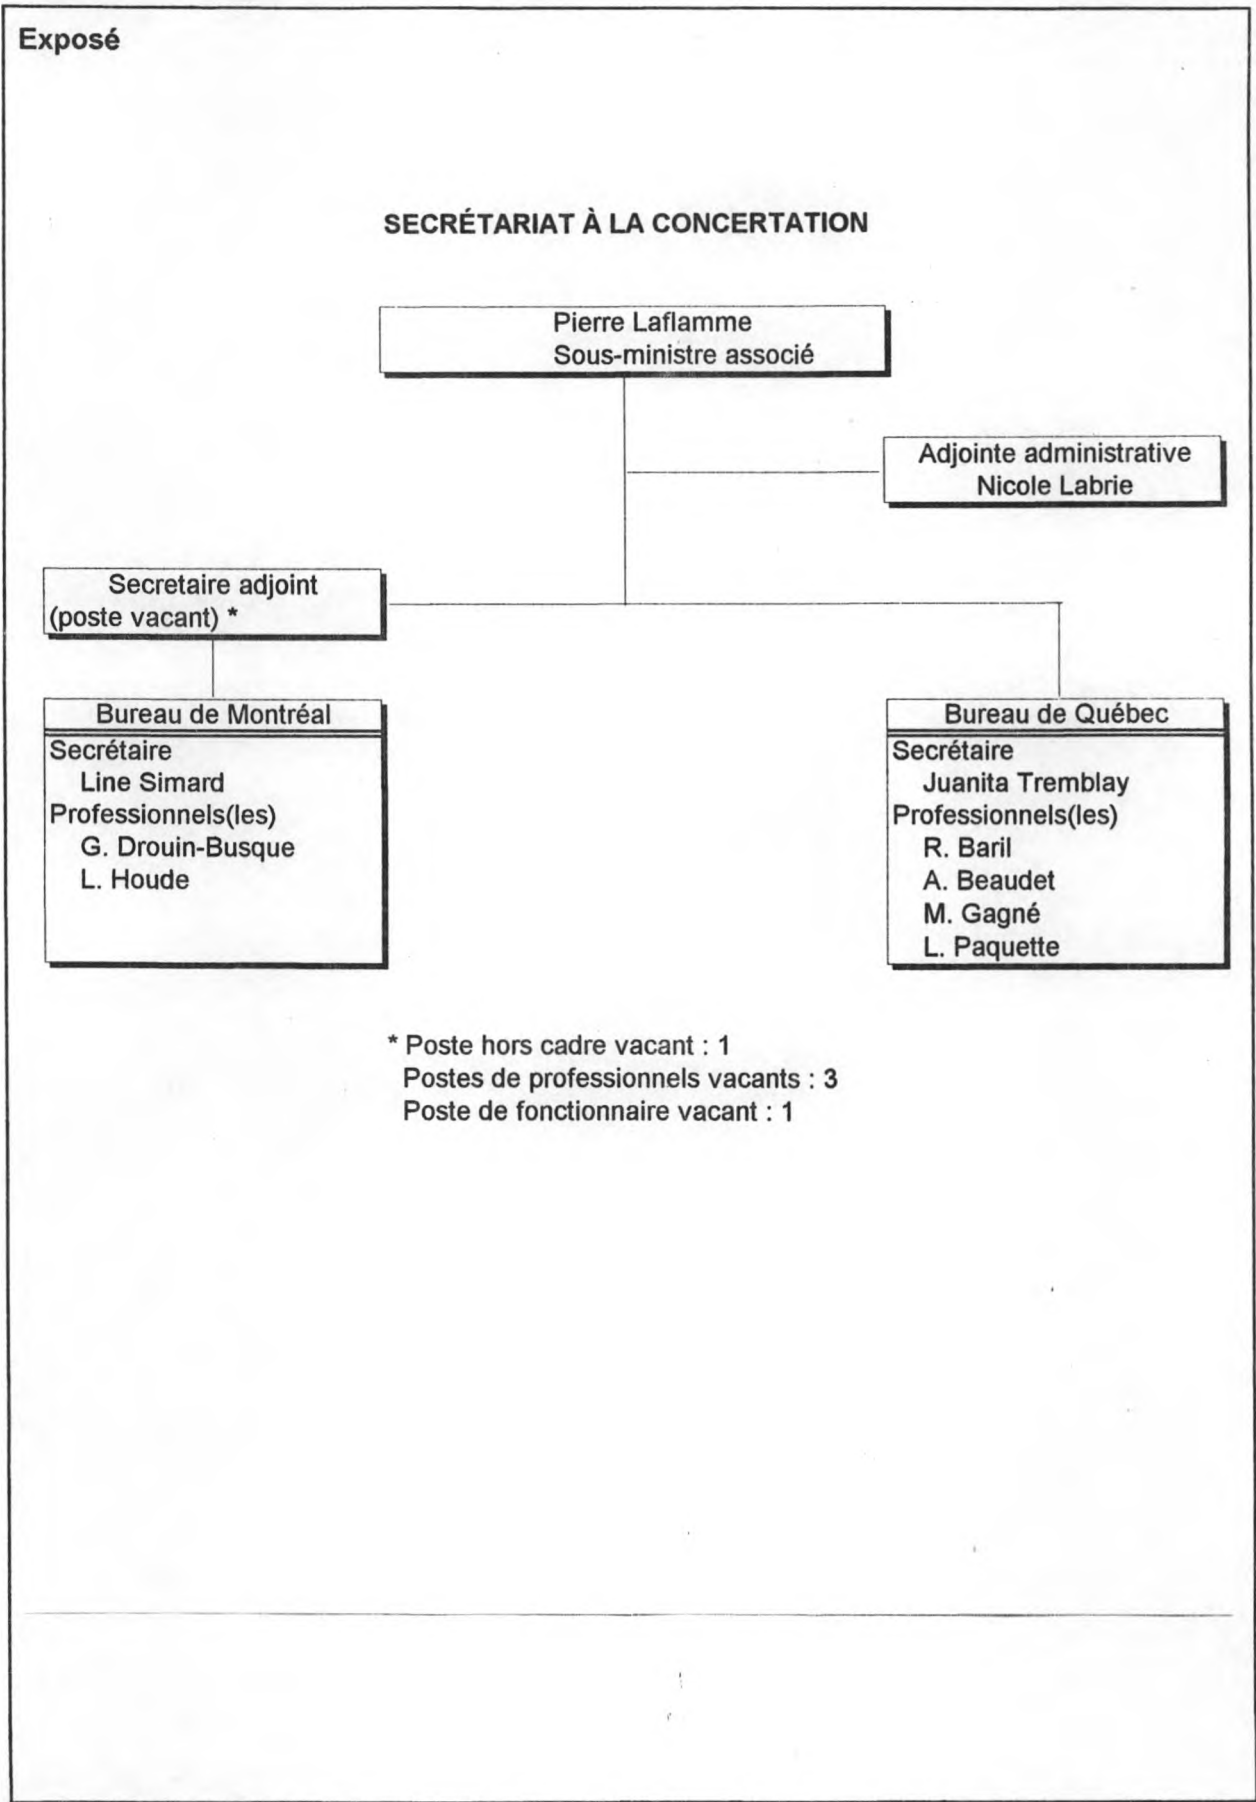 Exposé
SECRÉTARIAT À LA CONCERTATION
Pierre Laflamme
Sous-ministre associé
Adjointe administrative
Nicole Labrie
Secretaire adjoint
(poste vacant) *
Bureau de Montréal
Secrétaire
Line Simard
Professionnels(les)
G. Drouin-Busque
L. Houde
Bureau de Québec
Secrétaire
Juanita Tremblay
Professionnels(les)
R. Baril
A. Beaudet
M. Gagné
L. Paquette
* Poste hors cadre vacant : 1
Postes de professionnels vacants : 3
Poste de fonctionnaire vacant : 1